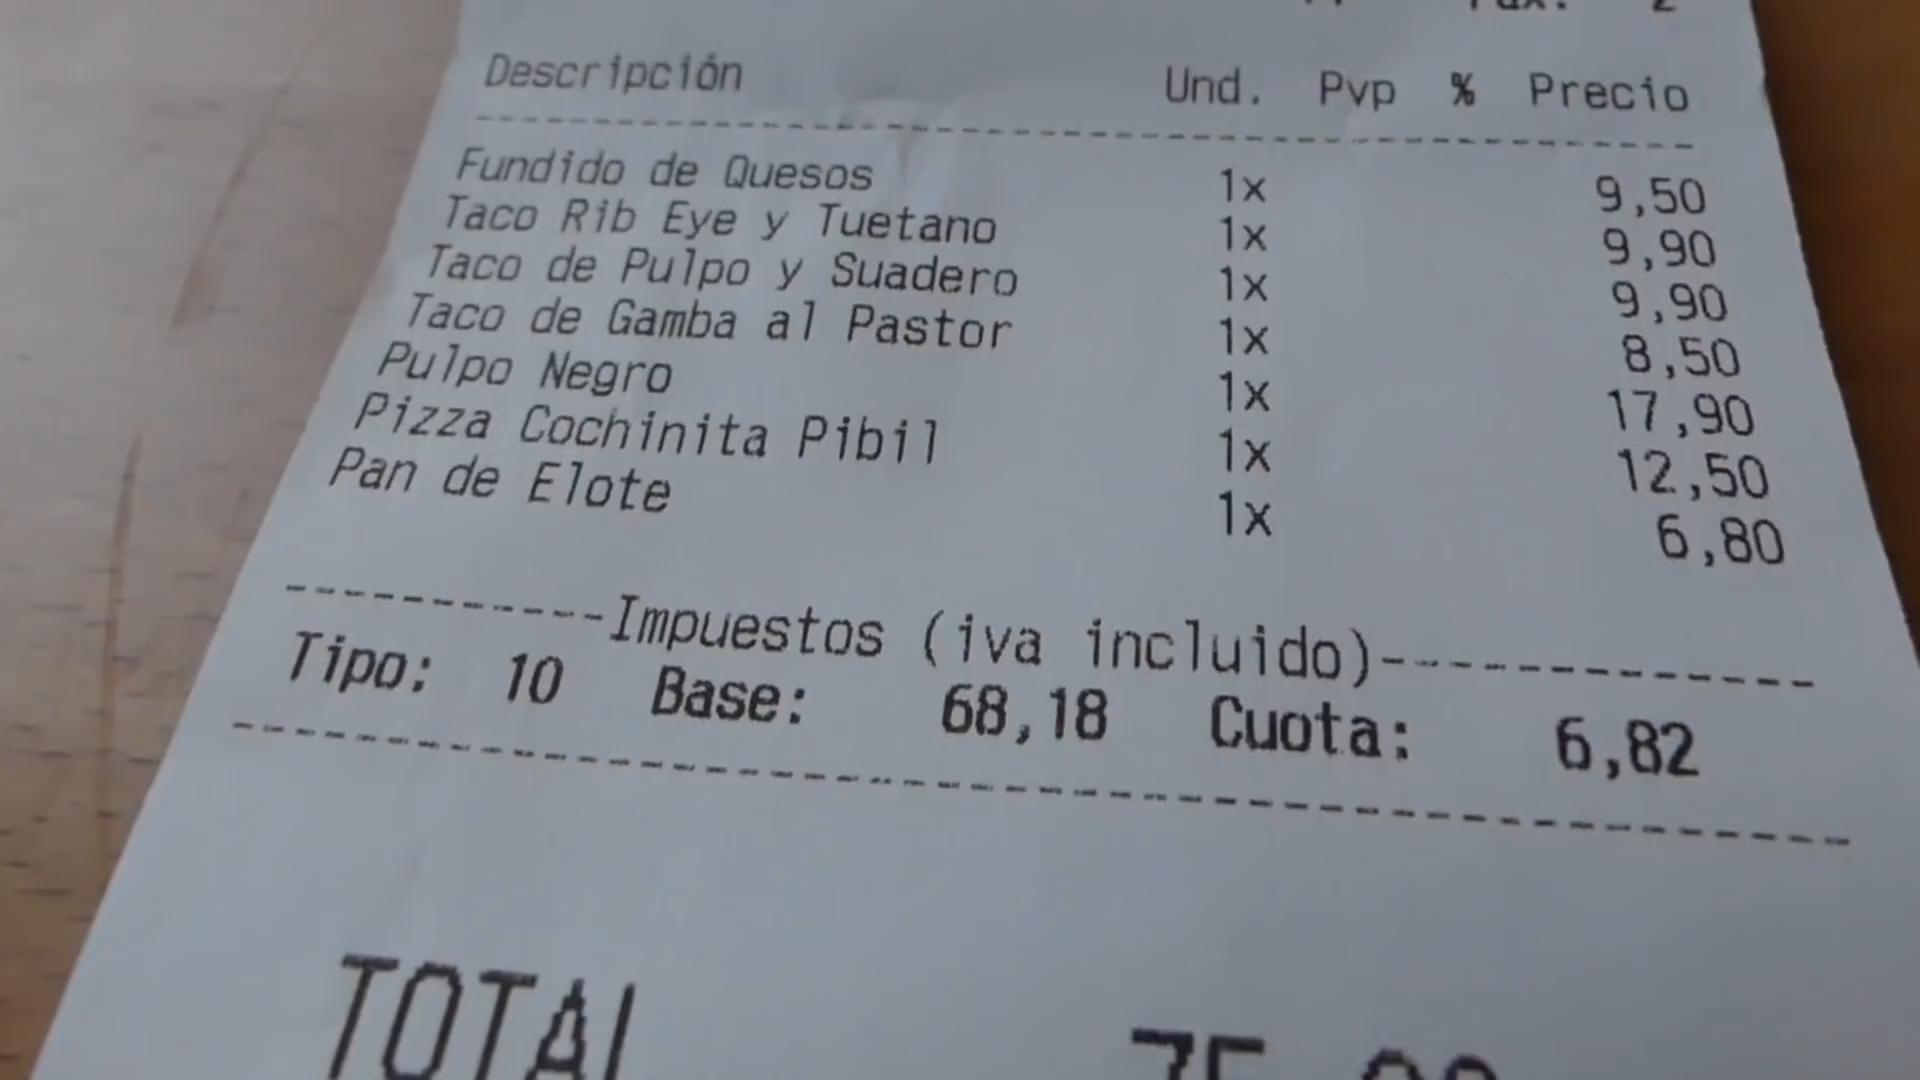 Descripción Und. Pvp % Precio
Fundido de Quesos 1x 9,50
Taco Rib Eye y Tuetano 1x 9,90
Taco de Pulpo y Suadero 1x 9,90
Taco de Gamba al Pastor 1x 8,50
Pulpo Negro 1x 17,90
Pizza Cochinita Pibil 1x 12,50
Pan de Elote 1x 6,80
-----------Impuestos (iva incluido)-------------
Tipo: 10 Base: 68,18 Cuota: 6,82
TOTAL